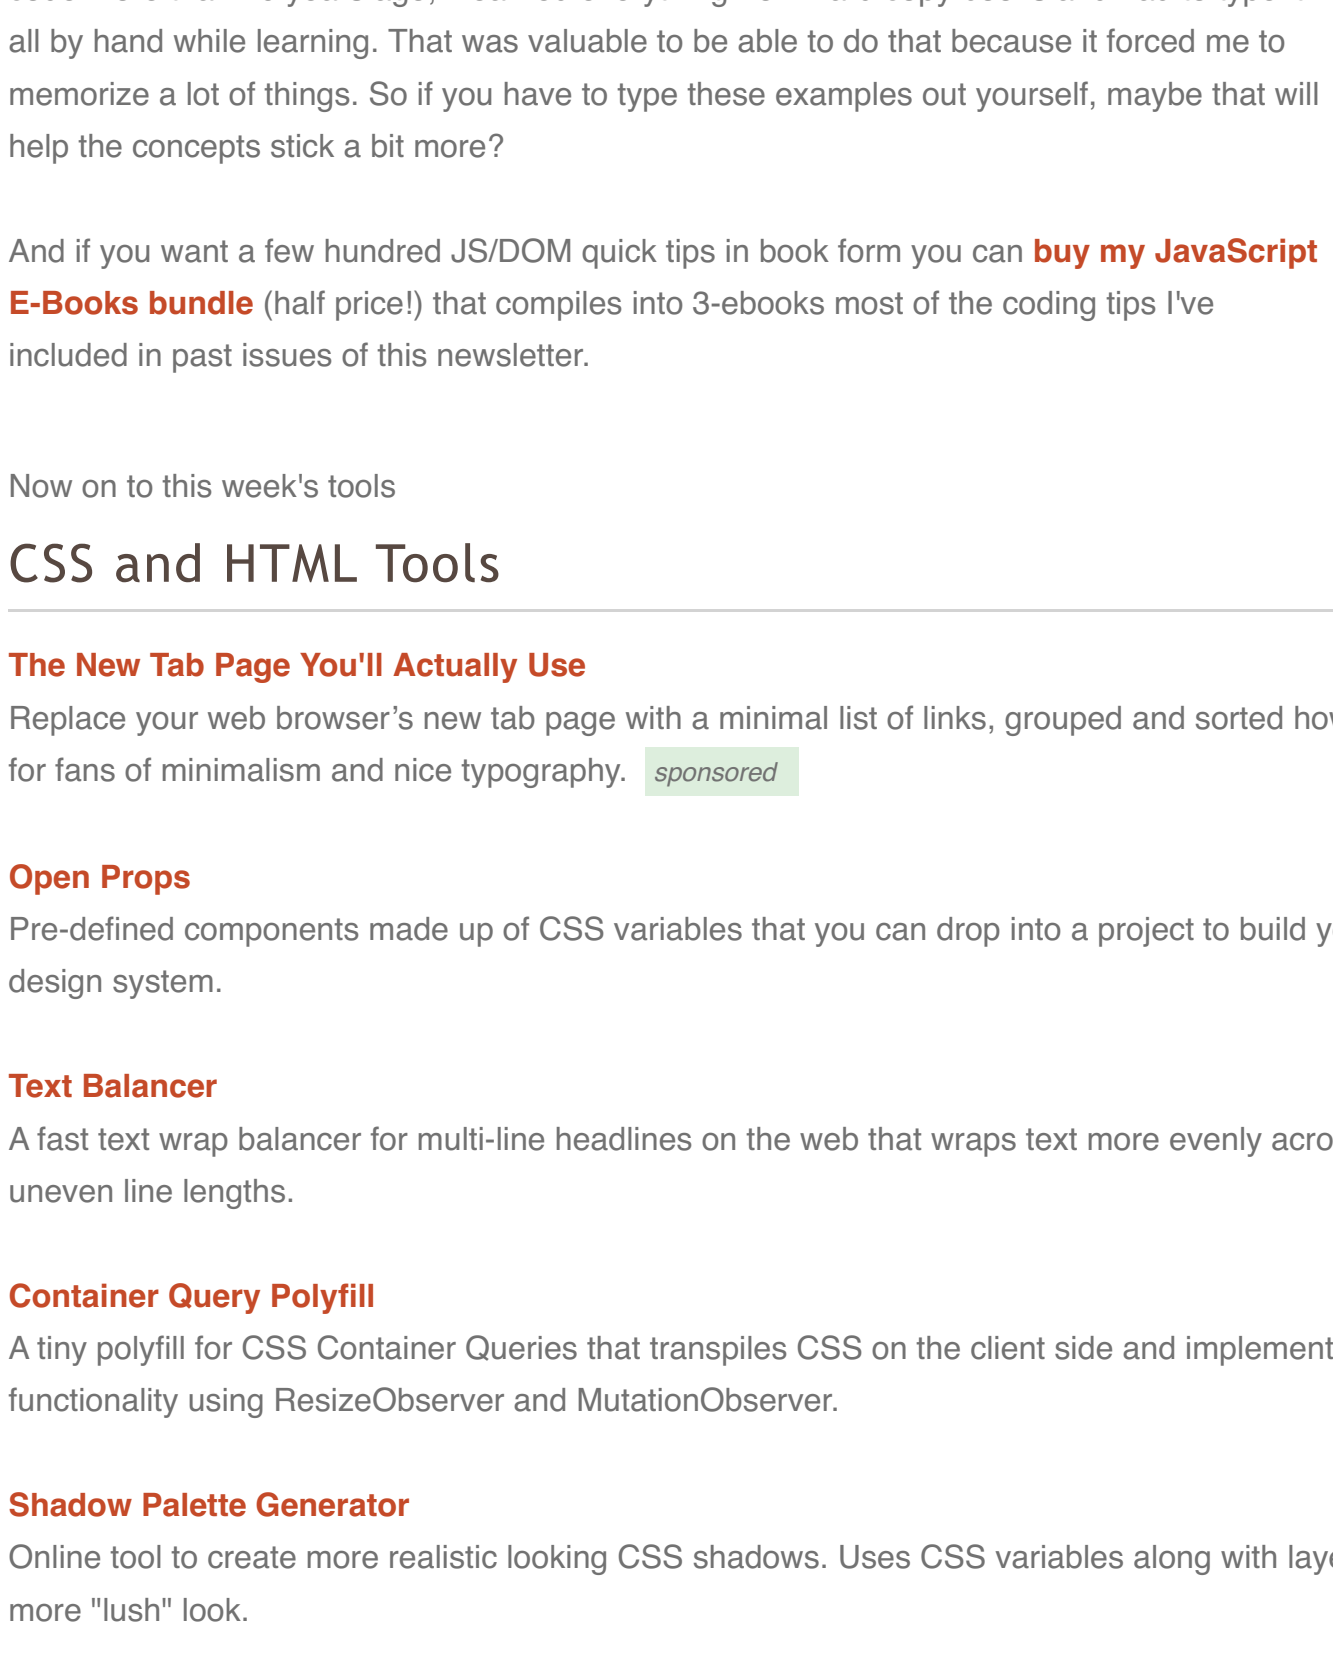 all by hand while learning. That was valuable to be able to do that because it forced me to
memorize a lot of things. So if you have to type these examples out yourself, maybe that will
help the concepts stick a bit more?
And if you want a few hundred JS/DOM quick tips in book form you can buy my JavaScript
E-Books bundle (half price!) that compiles into 3-ebooks most of the coding tips I've
included in past issues of this newsletter.
Now on to this week's tools
CSS and HTML Tools
The New Tab Page You'll Actually Use
Replace your web browser’s new tab page with a minimal list of links, grouped and sorted
for fans of minimalism and nice typography. sponsored
Open Props
Pre-defined components made up of CSS variables that you can drop into a project to build
design system.
Text Balancer
A fast text wrap balancer for multi-line headlines on the web that wraps text more evenly
uneven line lengths.
Container Query Polyfill
A tiny polyfill for CSS Container Queries that transpiles CSS on the client side and implement
functionality using ResizeObserver and MutationObserver.
Shadow Palette Generator
Online tool to create more realistic looking CSS shadows. Uses CSS variables along with
more "lush" look.